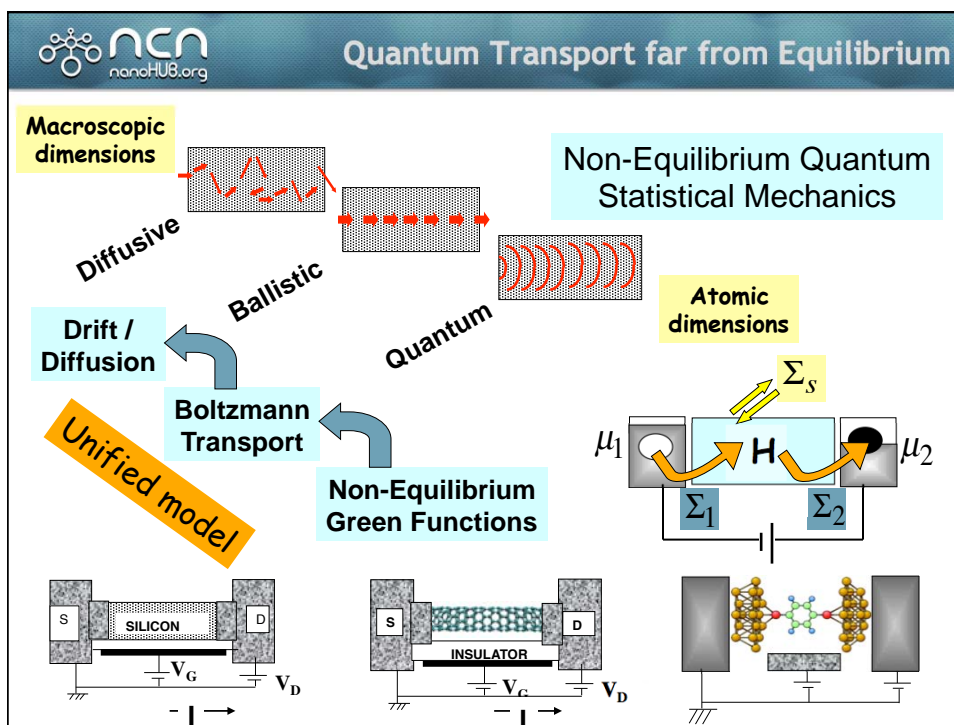 ncn
nanoHUB.org
Quantum Transport far from Equilibrium
Macroscopic
dimensions
Non-Equilibrium Quantum
Statistical Mechanics
Diffusive
Ballistic
Quantum
Atomic
dimensions
Drift /
Diffusion
Boltzmann
Transport
Non-Equilibrium
Green Functions
Unified model
Σs
μ1
H
μ2
Σ1
Σ2
S
SILICON
D
VG
VD
I
S
D
INSULATOR
VG
VD
I